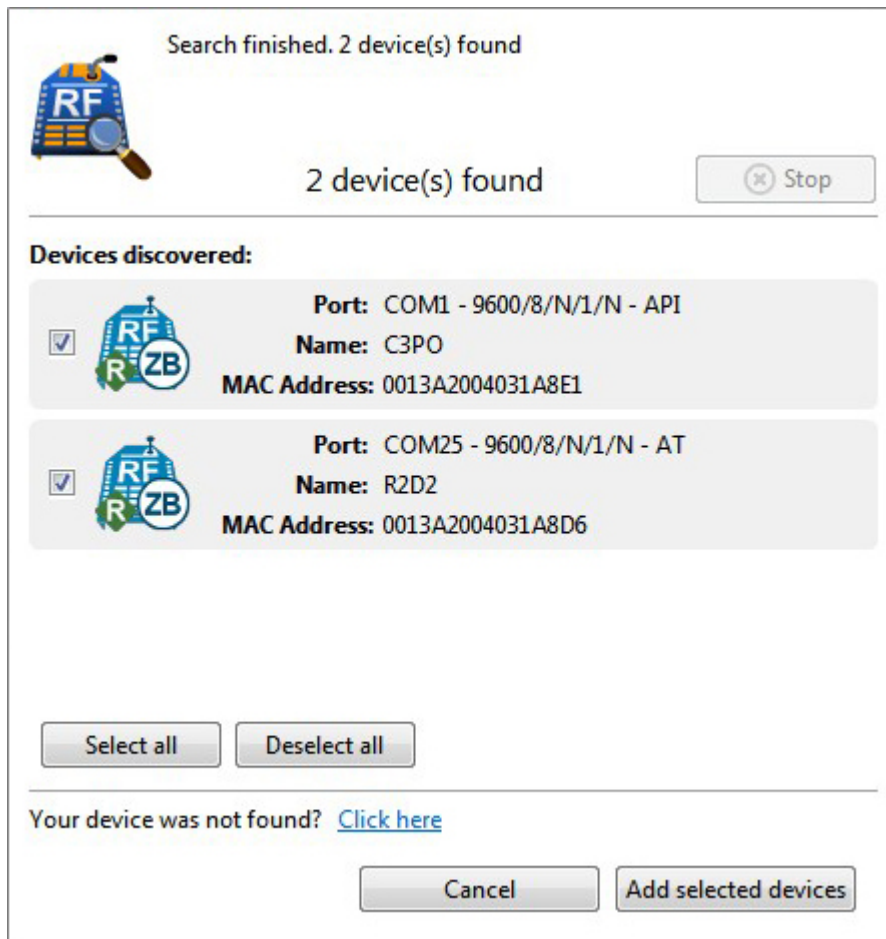 Search finished. 2 device(s) found
RF
2 device(s) found
Stop
Devices discovered:
RF
R
ZB
Port: COM1 - 9600/8/N/1/N - API
Name: C3PO
MAC Address: 0013A2004031A8E1
RF
R
ZB
Port: COM25 - 9600/8/N/1/N - AT
Name: R2D2
MAC Address: 0013A2004031A8D6
Select all Deselect all
Your device was not found? Click here
Cancel Add selected devices